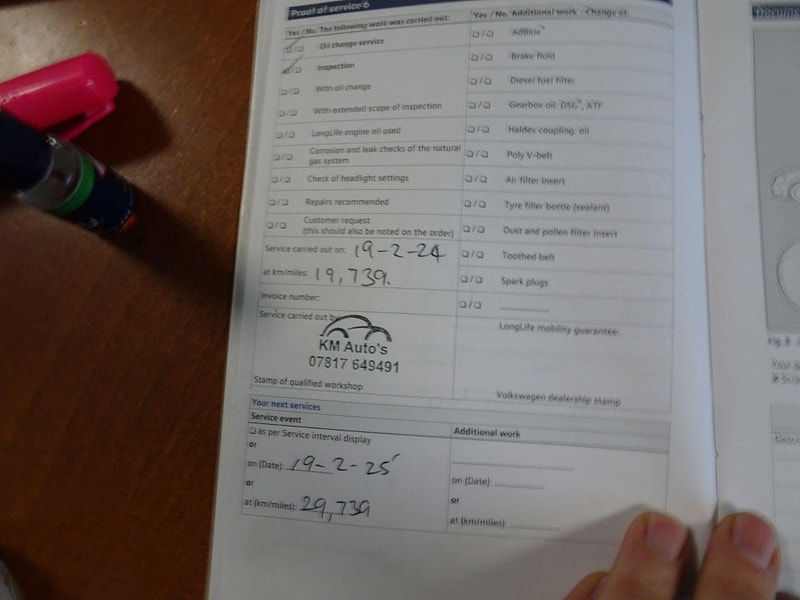 Proof of service 6
Yes / No. The following work was carried out:
Oil change service
Inspection
With oil change
With extended scope of inspection
LongLife engine oil used
Corrosion and leak checks of the natural
gas system
Check of headlight settings
Repairs recommended
Customer request
(this should also be noted on the order)
Service carried out on: 19-2-24
at km/miles: 19,739.
Invoice number:
Service carried out by:
KM Auto's
07817 649491
Stamp of qualified workshop
Yes / No. Additional work - Change of:
AdBlue®
Brake fluid
Diesel fuel filter
Gearbox oil: DSG®, ATF
Haldex coupling: oil
Poly V-belt
Air filter insert
Tyre filler bottle (sealant)
Dust and pollen filter insert
Toothed belt
Spark plugs
LongLife mobility guarantee:
Volkswagen dealership stamp
Your next services
Service event
as per Service interval display
or
on (Date): 19-2-25
or
at (km/miles): 29,739
Additional work
on (Date):
or
at (km/miles):
Fig. 3